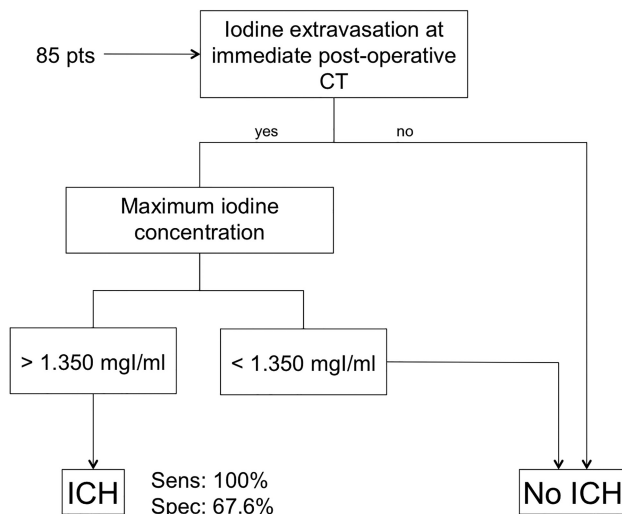 Iodine extravasation at
immediate post-operative
CT
85 pts
yes
no
Maximum iodine
concentration
> 1.350 mgI/ml
< 1.350 mgI/ml
ICH
Sens: 100%
Spec: 67.6%
No ICH